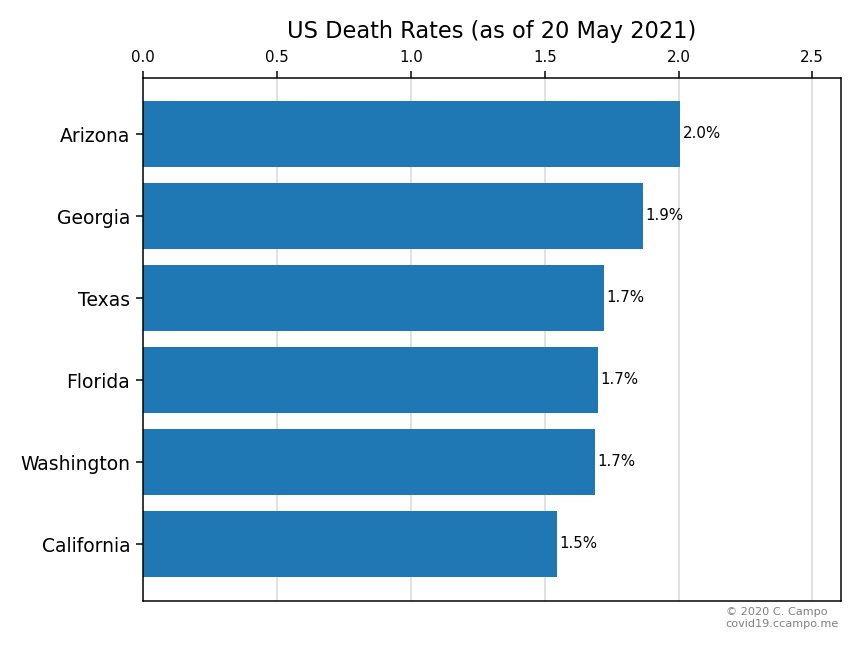 US Death Rates (as of 20 May 2021)
0.0 0.5 1.0 1.5 2.0 2.5
Arizona 2.0%
Georgia 1.9%
Texas 1.7%
Florida 1.7%
Washington 1.7%
California 1.5%
© 2020 C. Campo
covid19.ccampo.me